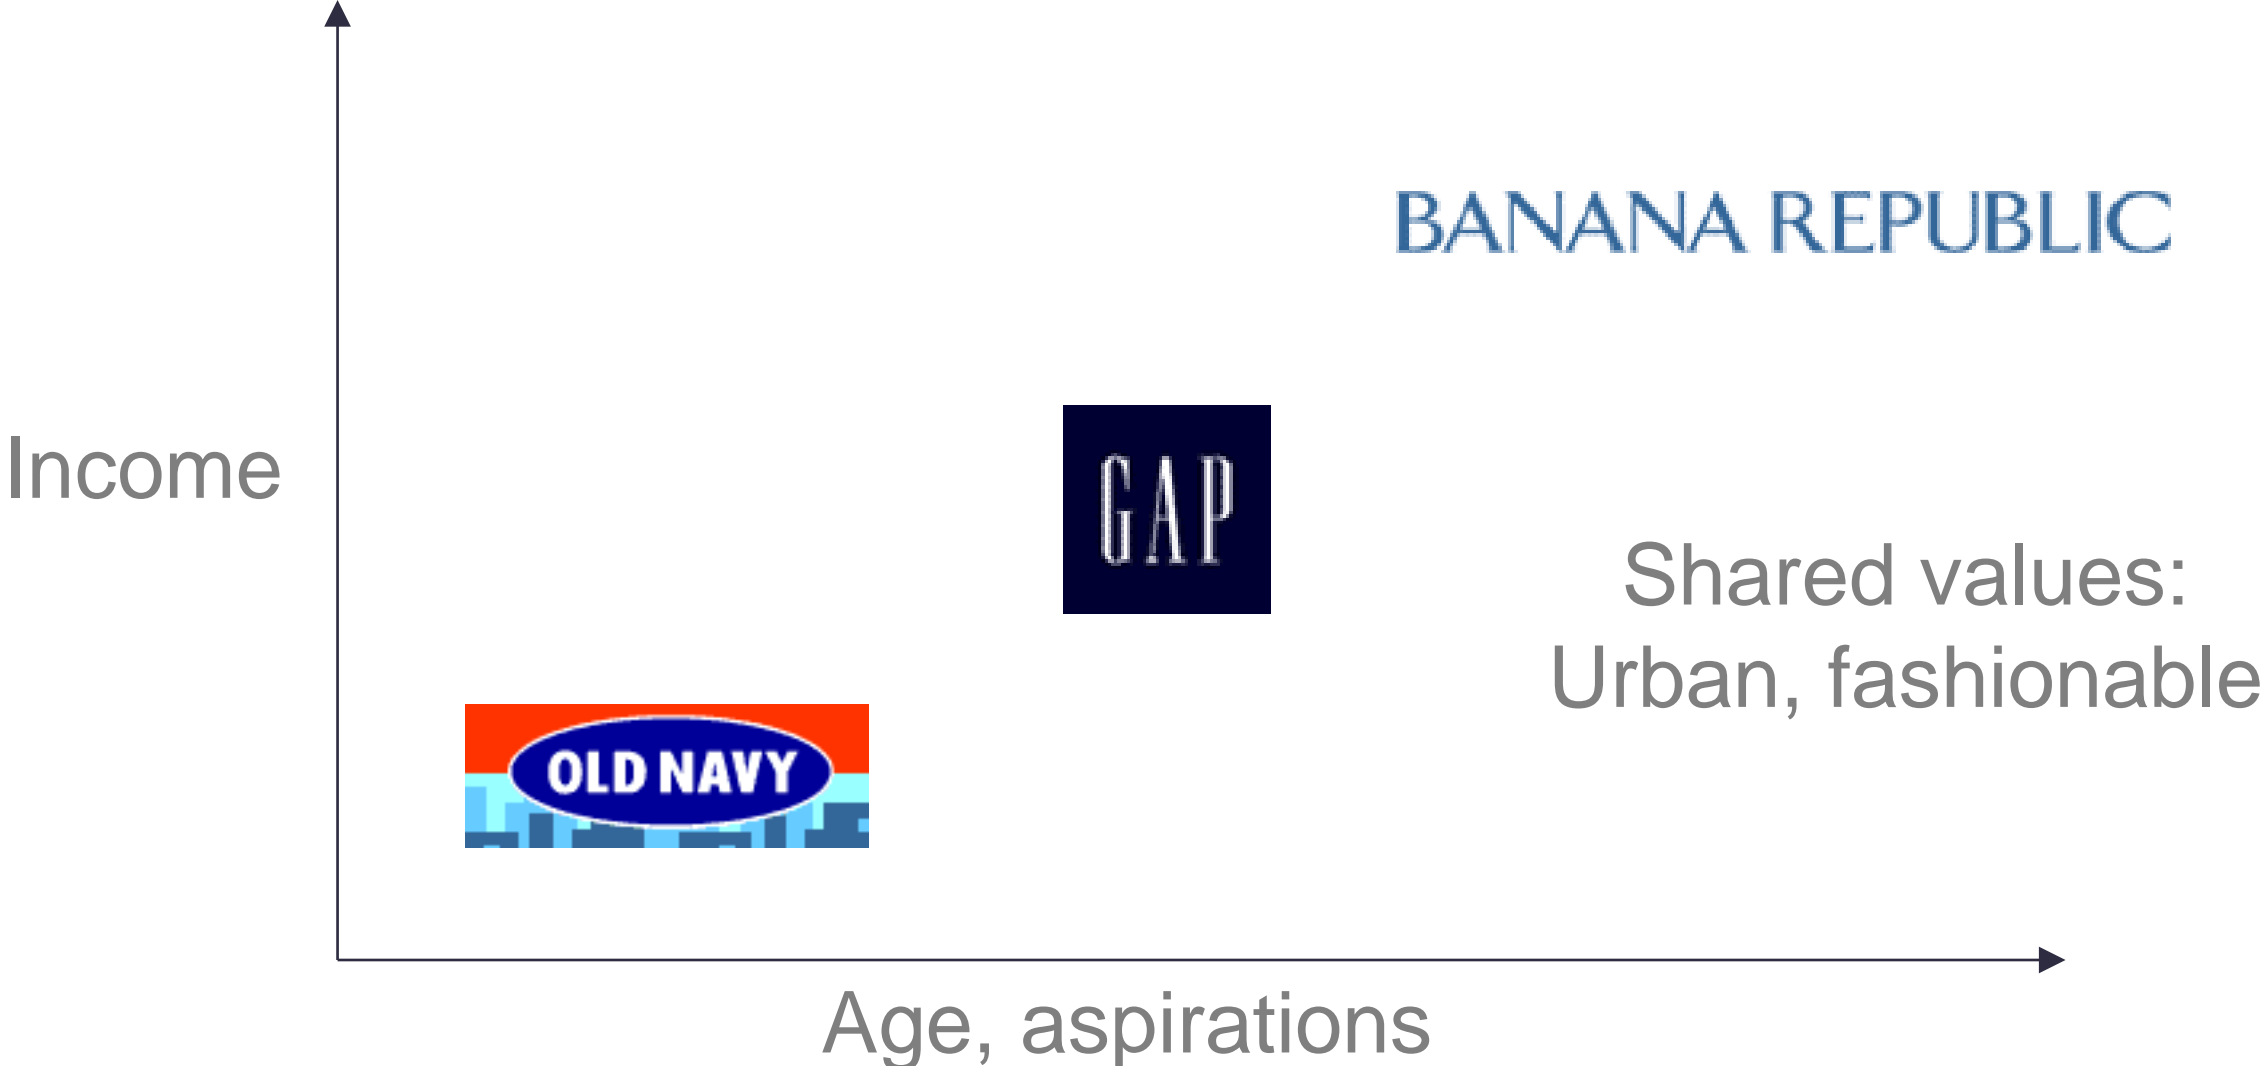 BANANA REPUBLIC
Income
GAP
Shared values:
Urban, fashionable
OLD NAVY
Age, aspirations